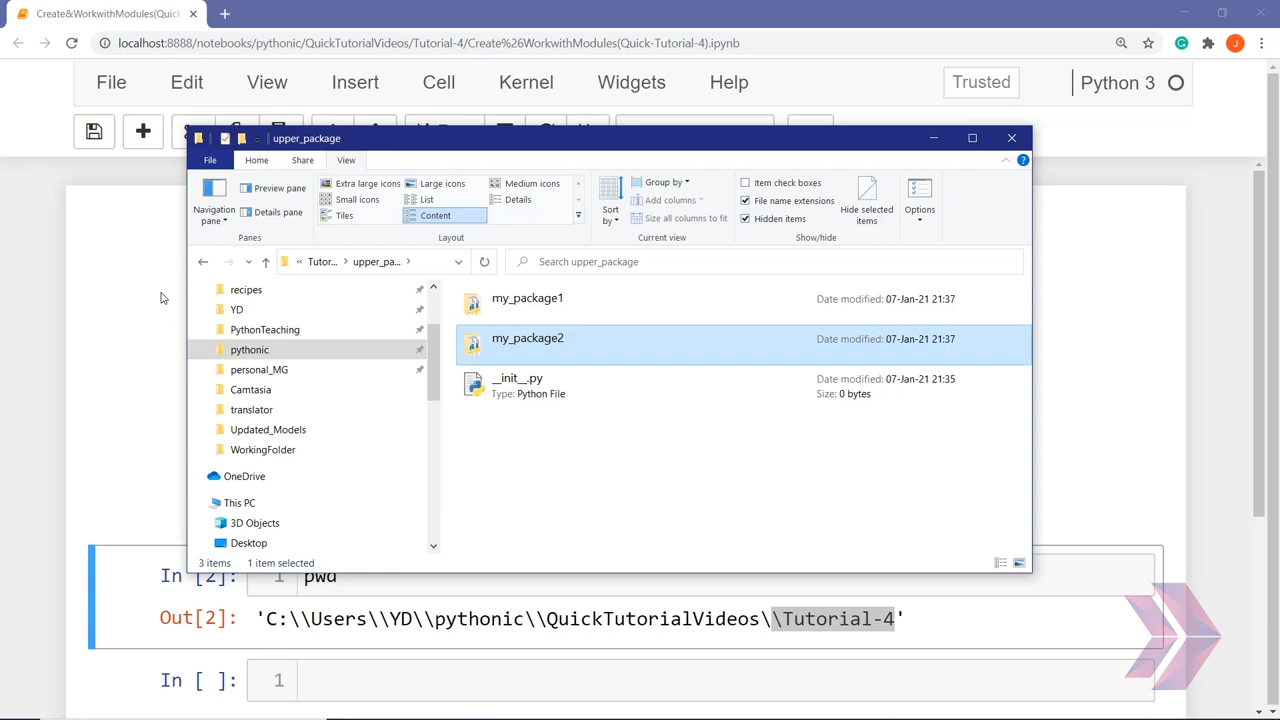 Create&WorkwithModules(Quick
localhost:8888/notebooks/pythonic/QuickTutorialVideos/Tutorial-4/Create%26WorkwithModules(Quick-Tutorial-4).ipynb
J
File Edit View Insert Cell Kernel Widgets Help
Trusted
Python 3
upper_package
File Home Share View
Navigation pane
Preview pane
Details pane
Panes
Extra large icons Large icons Medium icons
Small icons List Details
Tiles Content
Layout
Sort by
Group by
Add columns
Size all columns to fit
Current view
Item check boxes
File name extensions
Hidden items
Hide selected items
Show/hide
Options
« Tutor... > upper_pa... >
Search upper_package
recipes
YD
PythonTeaching
pythonic
personal_MG
Camtasia
translator
Updated_Models
WorkingFolder
OneDrive
This PC
3D Objects
Desktop
my_package1 Date modified: 07-Jan-21 21:37
my_package2 Date modified: 07-Jan-21 21:37
__init__.py Date modified: 07-Jan-21 21:35
Type: Python File Size: 0 bytes
3 items 1 item selected
In [2]: 1 pwd
Out[2]: 'C:\\Users\\YD\\pythonic\\QuickTutorialVideos\\Tutorial-4'
In [ ]: 1